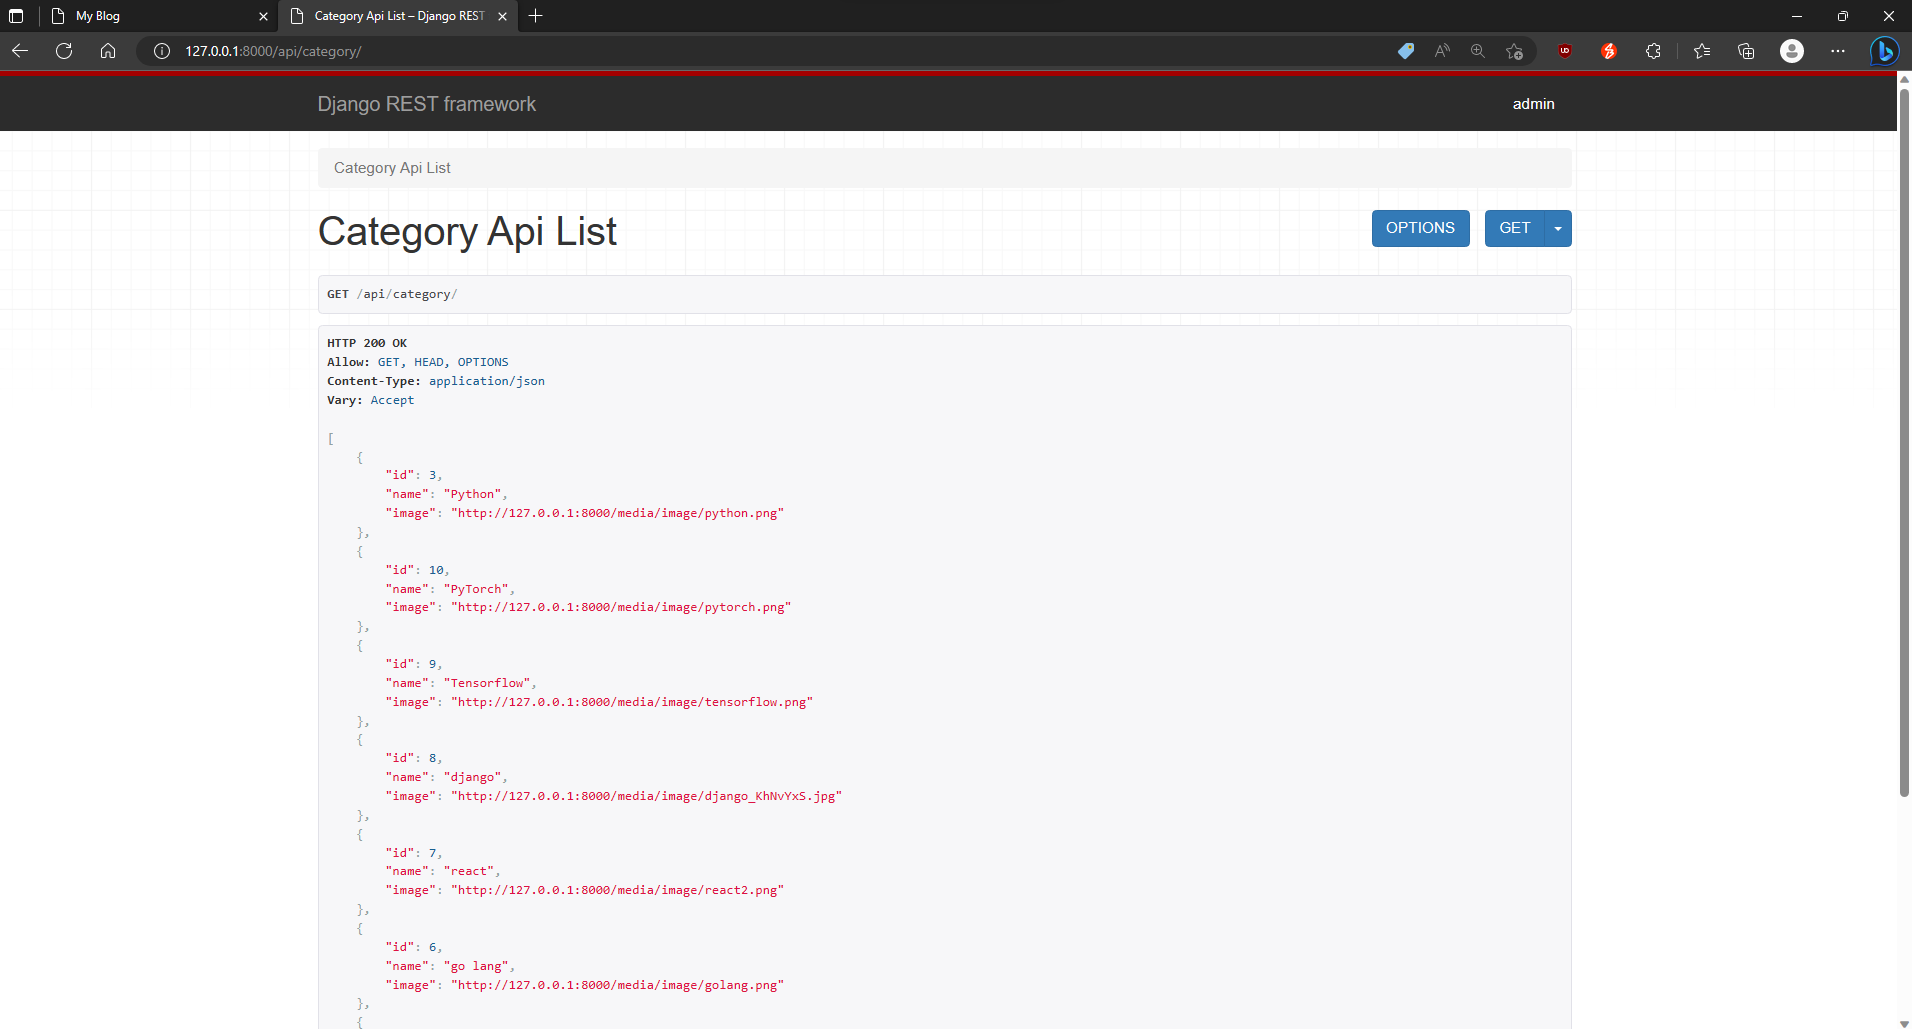 My Blog
Category Api List – Django REST
127.0.0.1:8000/api/category/
Django REST framework
admin
Category Api List
Category Api List
OPTIONS
GET
GET /api/category/
HTTP 200 OK
Allow: GET, HEAD, OPTIONS
Content-Type: application/json
Vary: Accept
[
{
"id": 3,
"name": "Python",
"image": "http://127.0.0.1:8000/media/image/python.png"
},
{
"id": 10,
"name": "PyTorch",
"image": "http://127.0.0.1:8000/media/image/pytorch.png"
},
{
"id": 9,
"name": "Tensorflow",
"image": "http://127.0.0.1:8000/media/image/tensorflow.png"
},
{
"id": 8,
"name": "django",
"image": "http://127.0.0.1:8000/media/image/django_KhNvYxS.jpg"
},
{
"id": 7,
"name": "react",
"image": "http://127.0.0.1:8000/media/image/react2.png"
},
{
"id": 6,
"name": "go lang",
"image": "http://127.0.0.1:8000/media/image/golang.png"
},
{